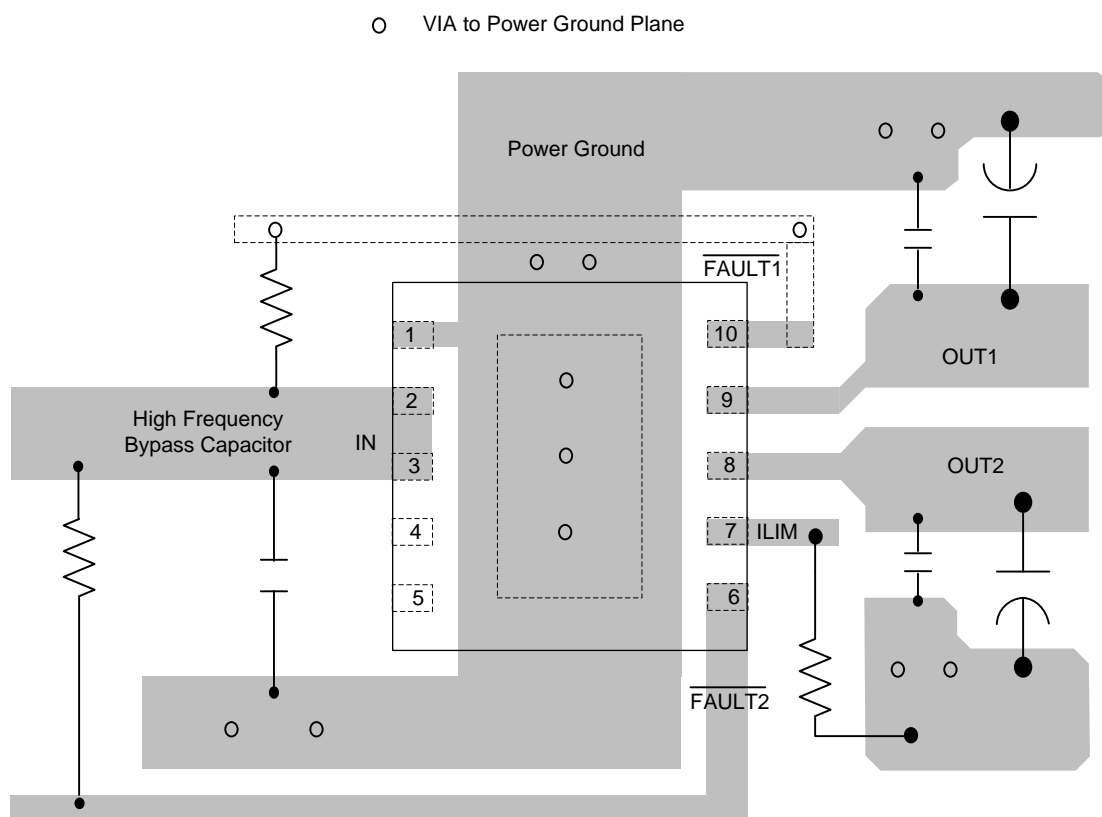 VIA to Power Ground Plane
Power Ground
FAULT1
1
10
2
9
OUT1
High Frequency
Bypass Capacitor
IN
3
8
OUT2
4
7
ILIM
5
6
FAULT2